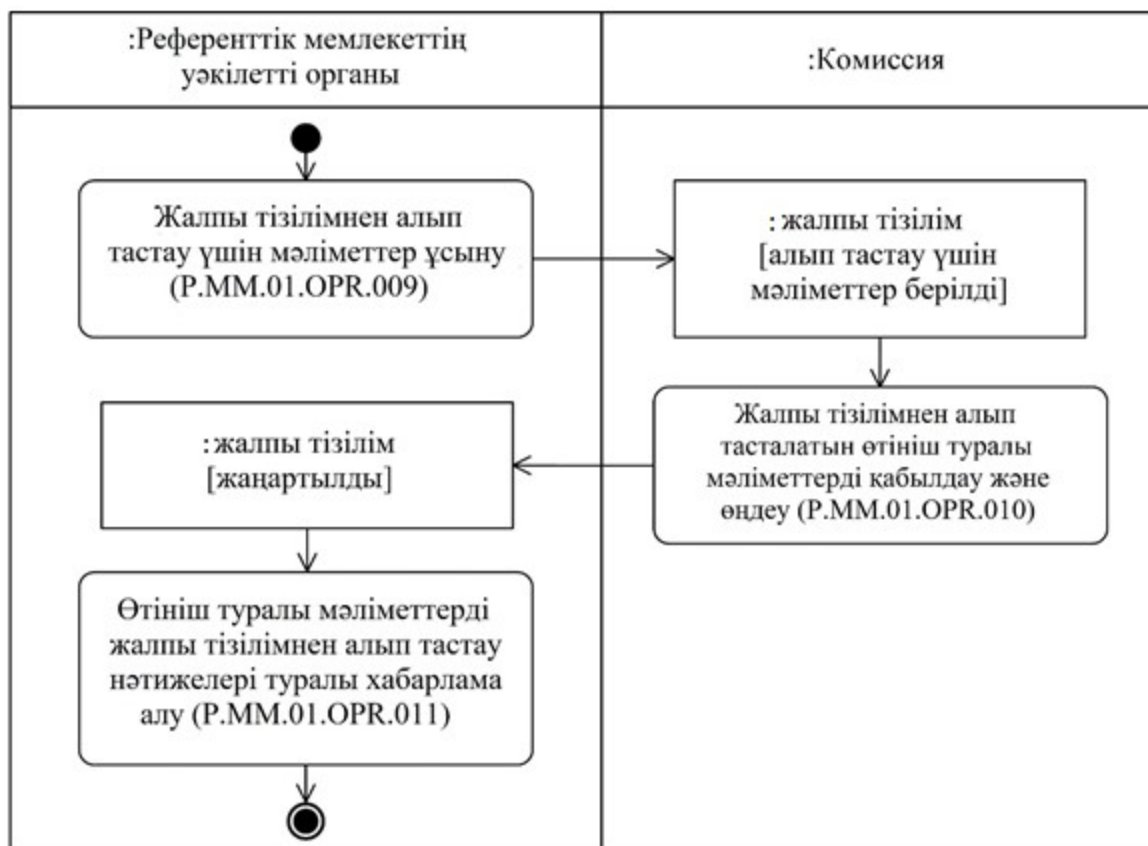 :Референттік мемлекеттің
уәкілетті органы
:Комиссия
Жалпы тізілімнен алып
тастау үшін мәліметтер ұсыну
(P.MM.01.OPR.009)
: жалпы тізілім
[алып тастау үшін
мәліметтер берілді]
Жалпы тізілімнен алып
тасталатын өтініш туралы
мәліметтерді қабылдау және
өңдеу (P.MM.01.OPR.010)
: жалпы тізілім
[жаңартылды]
Өтініш туралы мәліметтерді
жалпы тізілімнен алып тастау
нәтижелері туралы хабарлама
алу (P.MM.01.OPR.011)